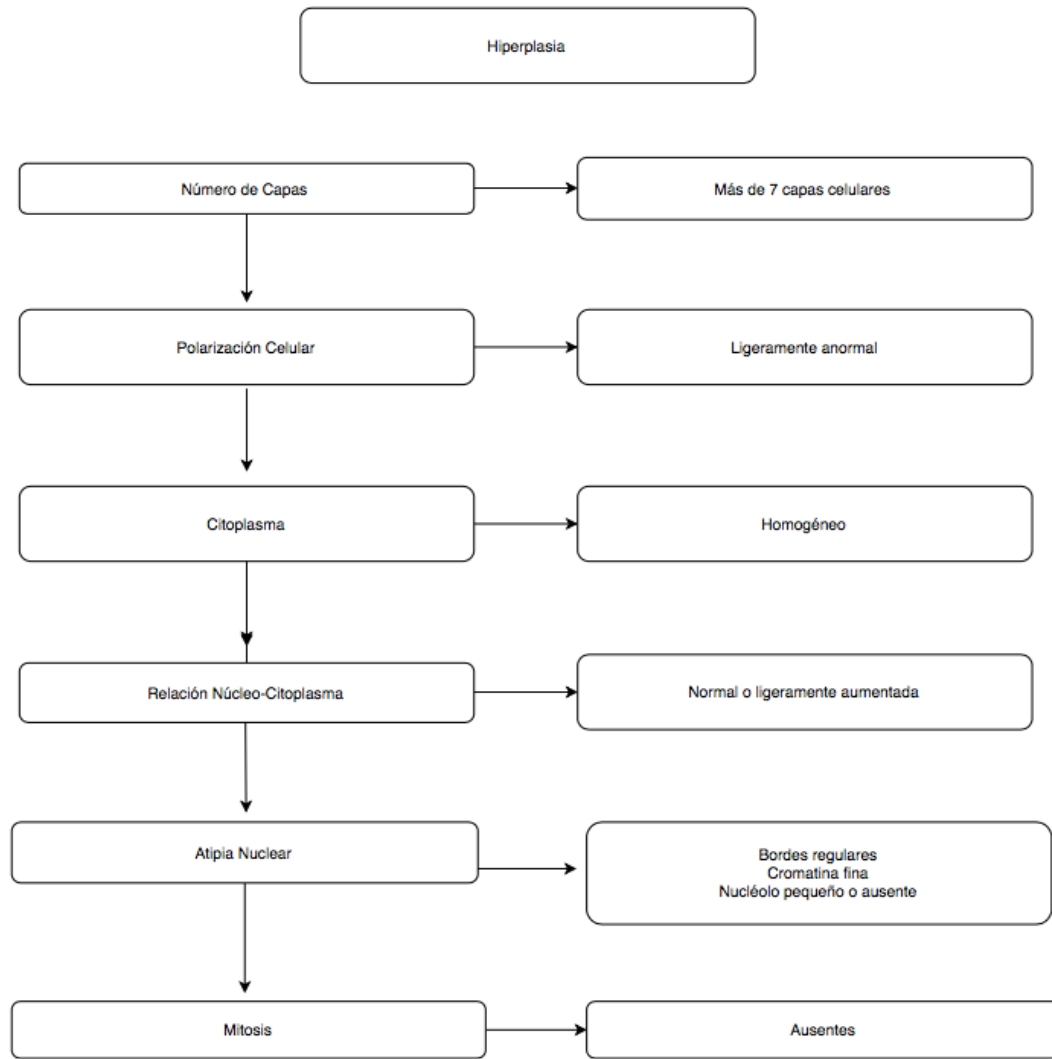 Hiperplasia
Número de Capas
Más de 7 capas celulares
Polarización Celular
Ligeramente anormal
Citoplasma
Homogéneo
Relación Núcleo-Citoplasma
Normal o ligeramente aumentada
Atipia Nuclear
Bordes regulares
Cromatina fina
Nucléolo pequeño o ausente
Mitosis
Ausentes